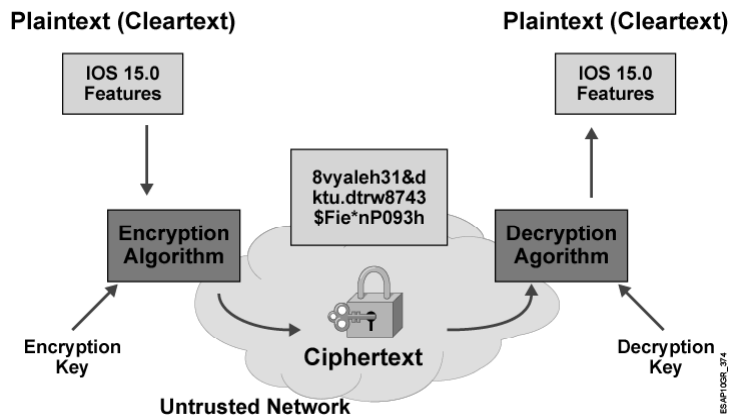 Plaintext (Cleartext)
Plaintext (Cleartext)
IOS 15.0
Features
IOS 15.0
Features
8vyaleh31&d
ktu.dtrw8743
$Fie*nP093h
Encryption
Algorithm
Decryption
Agorithm
Encryption
Key
Ciphertext
Decryption
Key
Untrusted Network
ESAP10GR_374